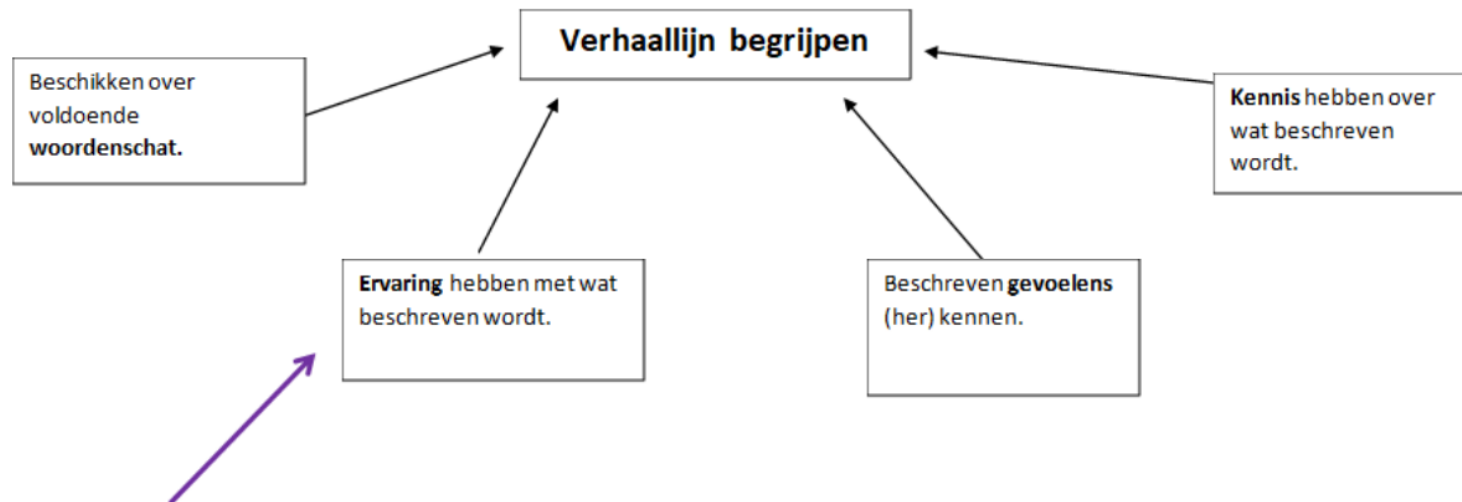 Verhaallijn begrijpen
Beschikken over
voldoende
woordenschat.
Kennis hebben over
wat beschreven
wordt.
Ervaring hebben met wat
beschreven wordt.
Beschreven gevoelens
(her) kennen.